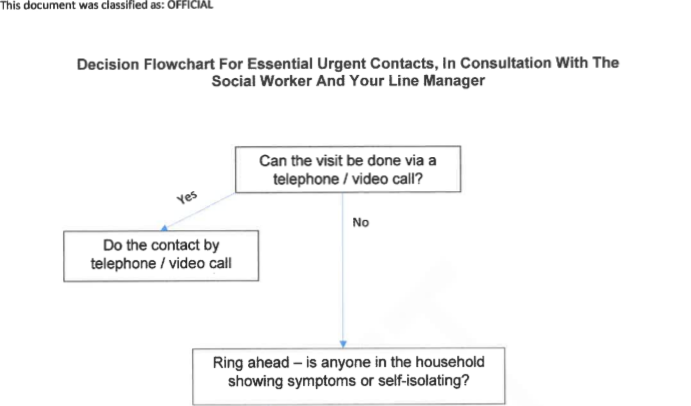 This document was classified as: OFFICIAL
Decision Flowchart For Essential Urgent Contacts, In Consultation With The
Social Worker And Your Line Manager
Can the visit be done via a
telephone / video call?
Yes
No
Do the contact by
telephone / video call
Ring ahead – is anyone in the household
showing symptoms or self-isolating?